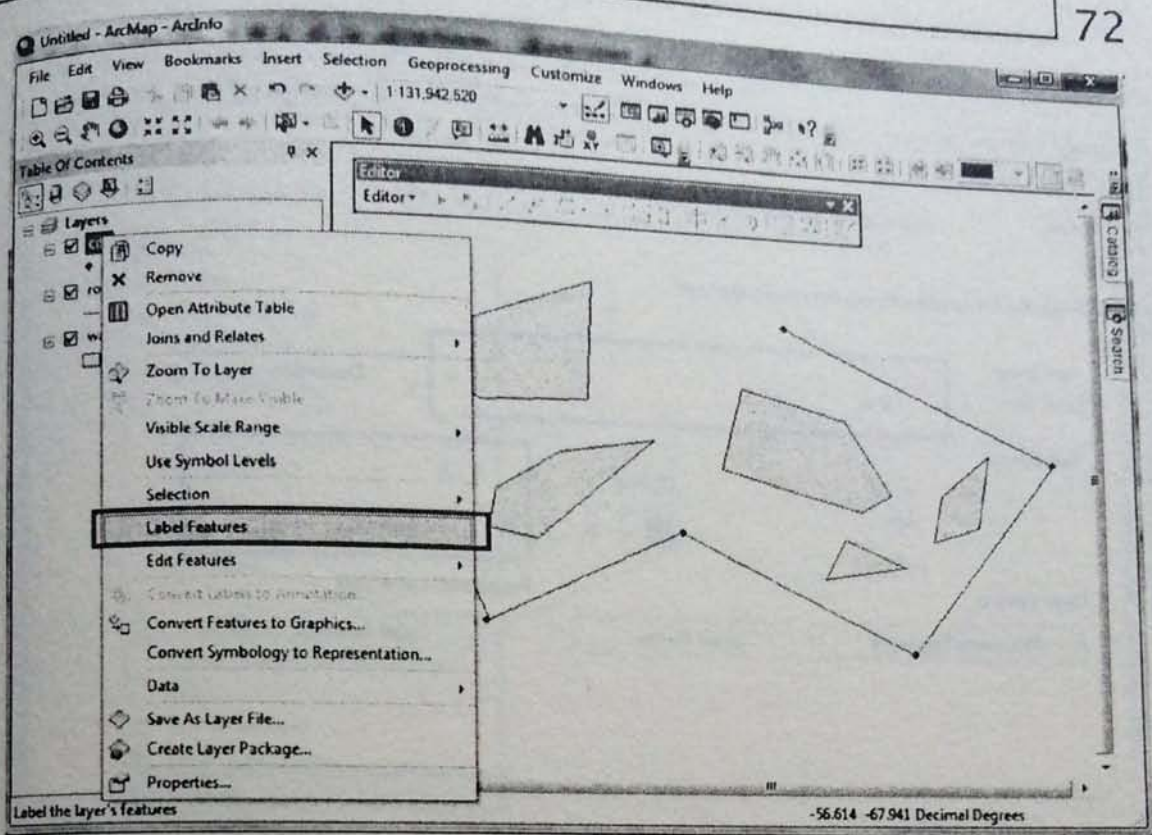 72
Untitled - ArcMap - ArcInfo
File Edit View Bookmarks Insert Selection Geoprocessing Customize Windows Help
1:131,942,520
Table Of Contents
Editor
Editor
Layers
Copy
Remove
Open Attribute Table
Joins and Relates
Zoom To Layer
Zoom To Make Visible
Visible Scale Range
Use Symbol Levels
Selection
Label Features
Edit Features
Convert Labels to Annotation...
Convert Features to Graphics...
Convert Symbology to Representation...
Data
Save As Layer File...
Create Layer Package...
Properties...
Catalog
Search
Label the layer's features
-56.614 -67.941 Decimal Degrees